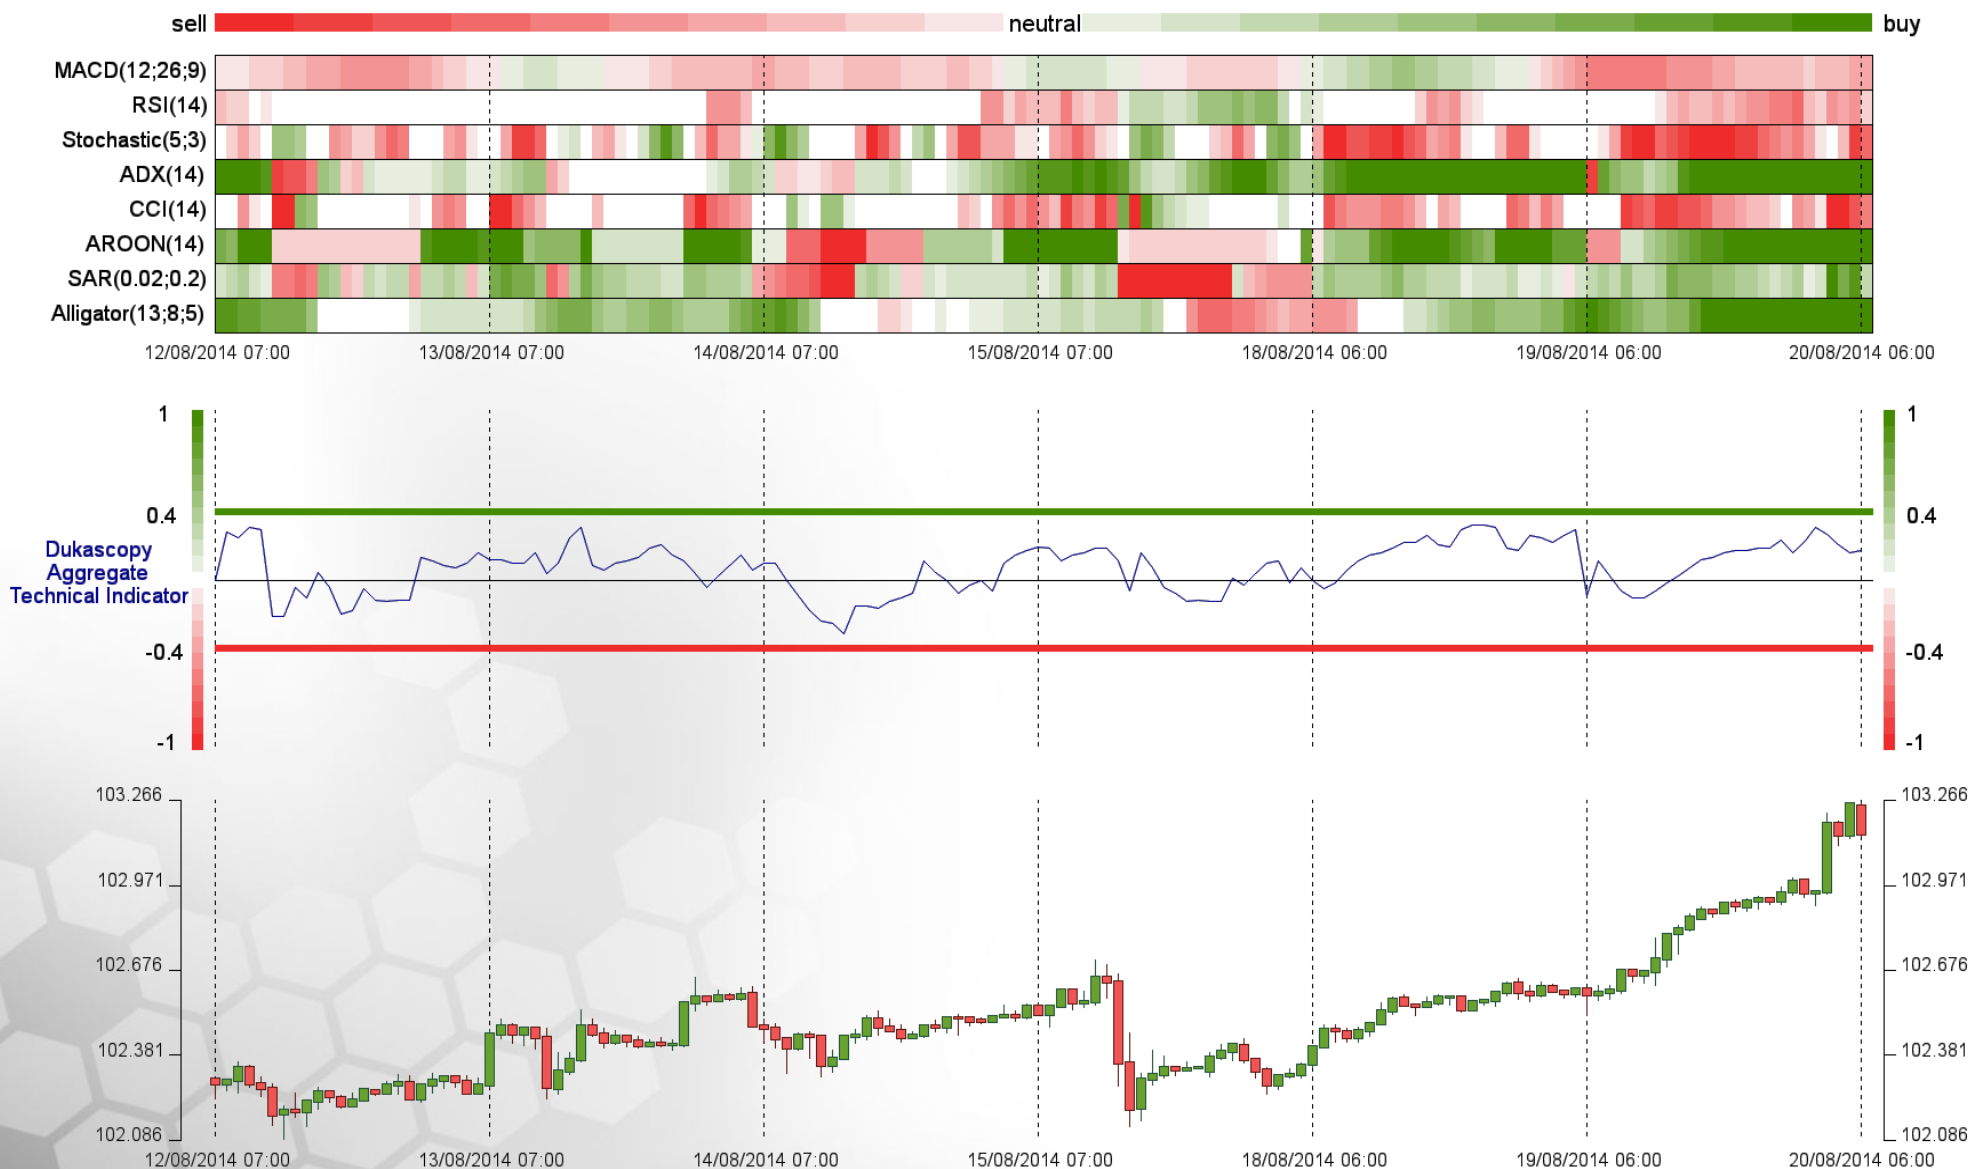 sell neutral buy
MACD(12;26;9)
RSI(14)
Stochastic(5;3)
ADX(14)
CCI(14)
AROON(14)
SAR(0.02;0.2)
Alligator(13;8;5)
12/08/2014 07:00 13/08/2014 07:00 14/08/2014 07:00 15/08/2014 07:00 18/08/2014 06:00 19/08/2014 06:00 20/08/2014 06:00
1 1
0.4 0.4
Dukascopy
Aggregate
Technical Indicator
-0.4 -0.4
-1 -1
103.266 103.266
102.971 102.971
102.676 102.676
102.381 102.381
102.086 102.086
12/08/2014 07:00 13/08/2014 07:00 14/08/2014 07:00 15/08/2014 07:00 18/08/2014 06:00 19/08/2014 06:00 20/08/2014 06:00